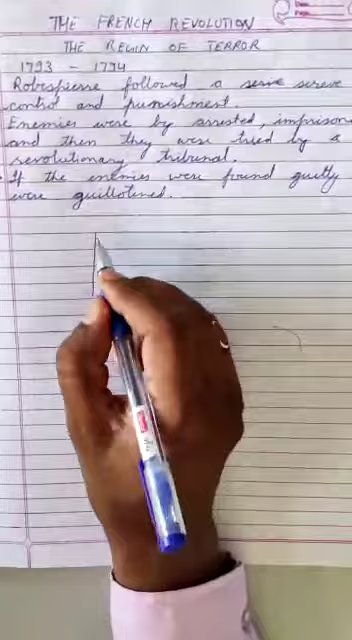 THE FRENCH REVOLUTION
THE REIGN OF TERROR
1793 - 1794
Robespierre followed a severe
control and punishment.
Enemies were by arrested, imprison
and then they were tried by a
revolutionary tribunal.
If the enemies were found guilty
were guillotined.